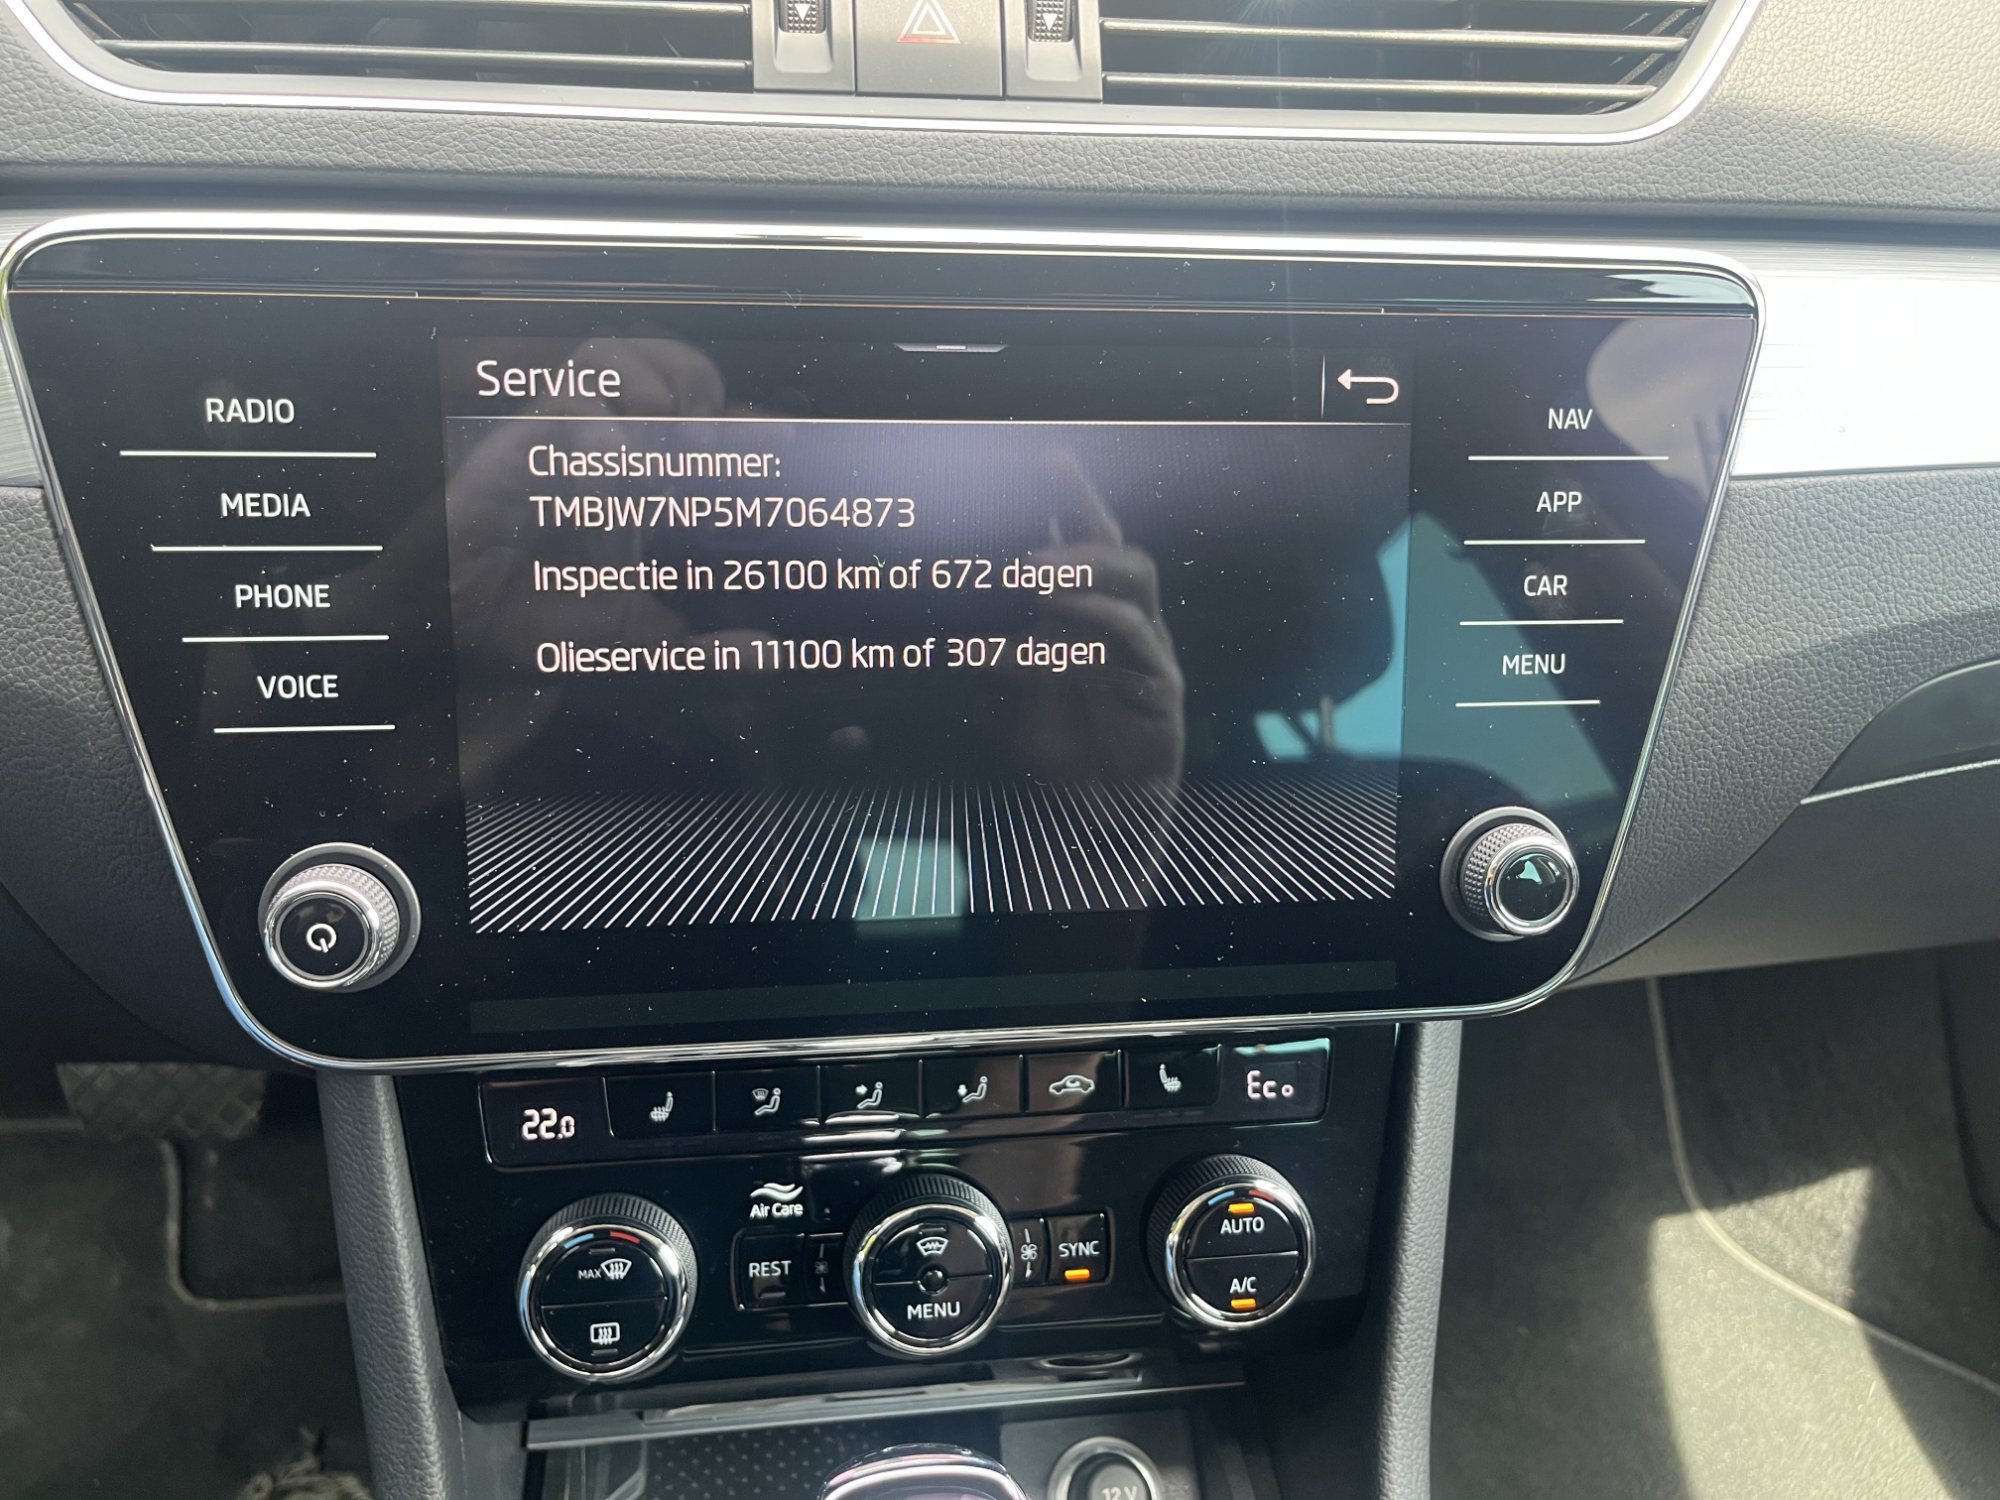 Service
Chassisnummer:
TMBJW7NP5M7064873
Inspectie in 26100 km of 672 dagen
Olieservice in 11100 km of 307 dagen
RADIO
MEDIA
PHONE
VOICE
NAV
APP
CAR
MENU
22.0
Eco
Air Care
MAX
REST
MENU
SYNC
AUTO
A/C
12V